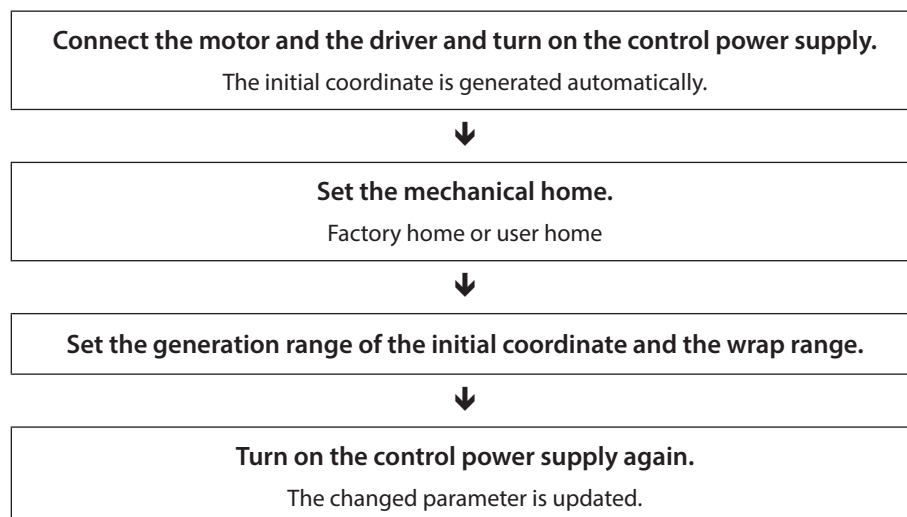 Connect the motor and the driver and turn on the control power supply.
The initial coordinate is generated automatically.
Set the mechanical home.
Factory home or user home
Set the generation range of the initial coordinate and the wrap range.
Turn on the control power supply again.
The changed parameter is updated.